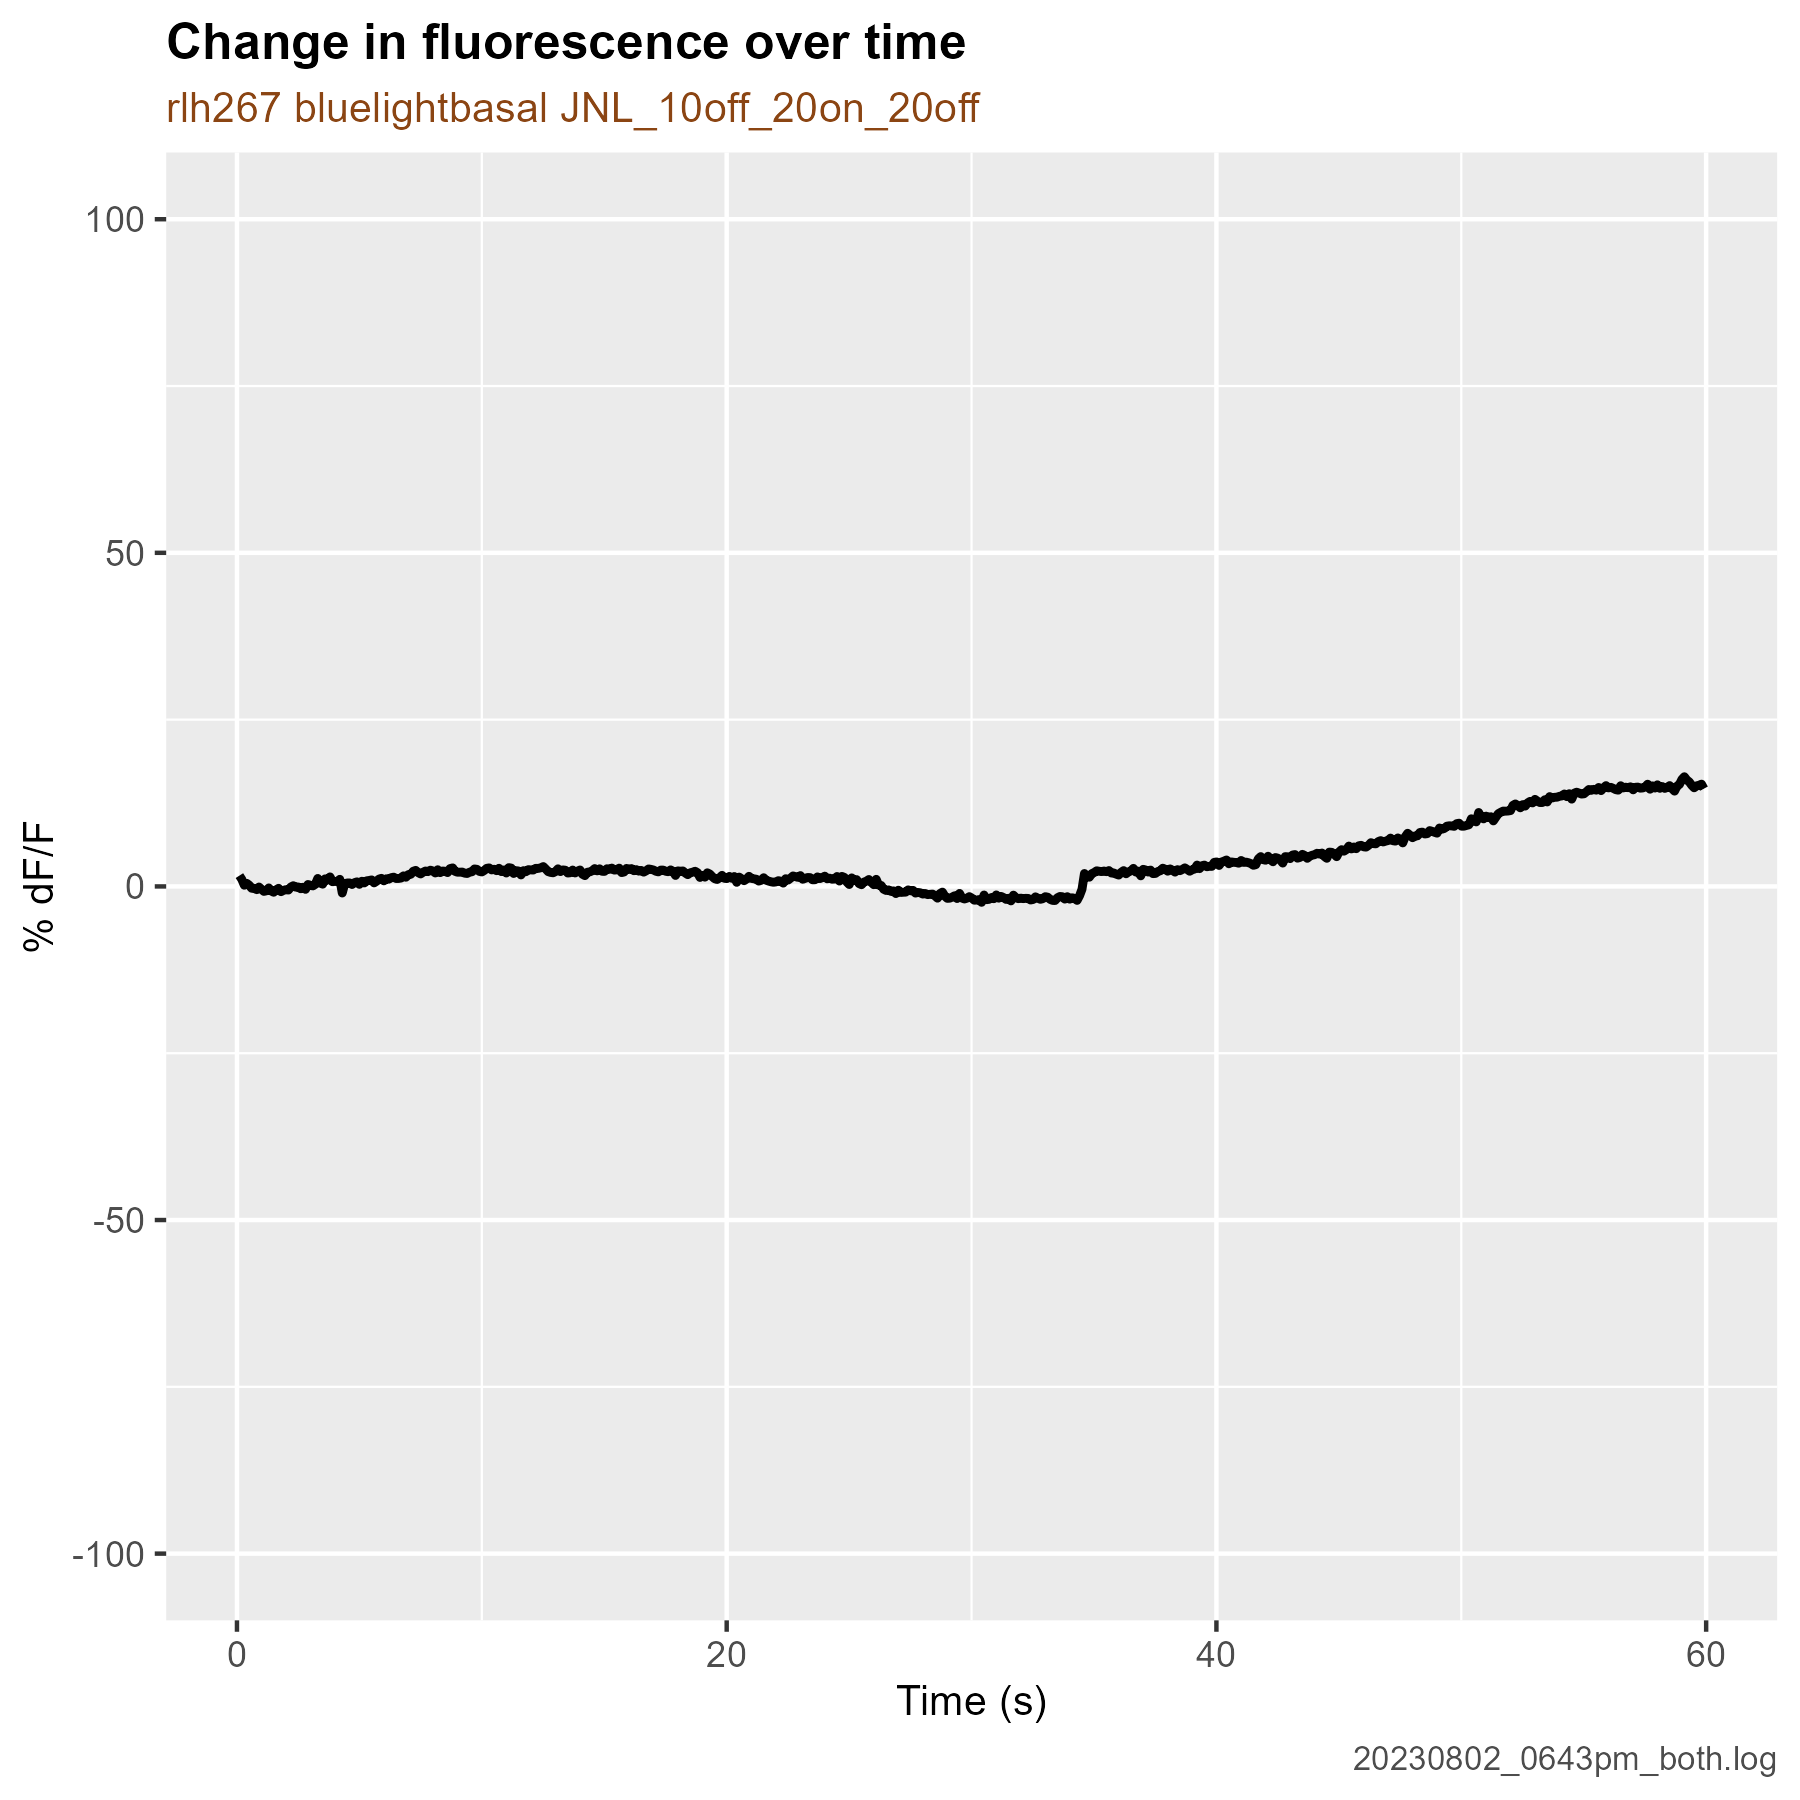 Change in fluorescence over time
rlh267 bluelightbasal JNL_10off_20on_20off
100
50
0
-50
-100
% dF/F
0 20 40 60
Time (s)
20230802_0643pm_both.log